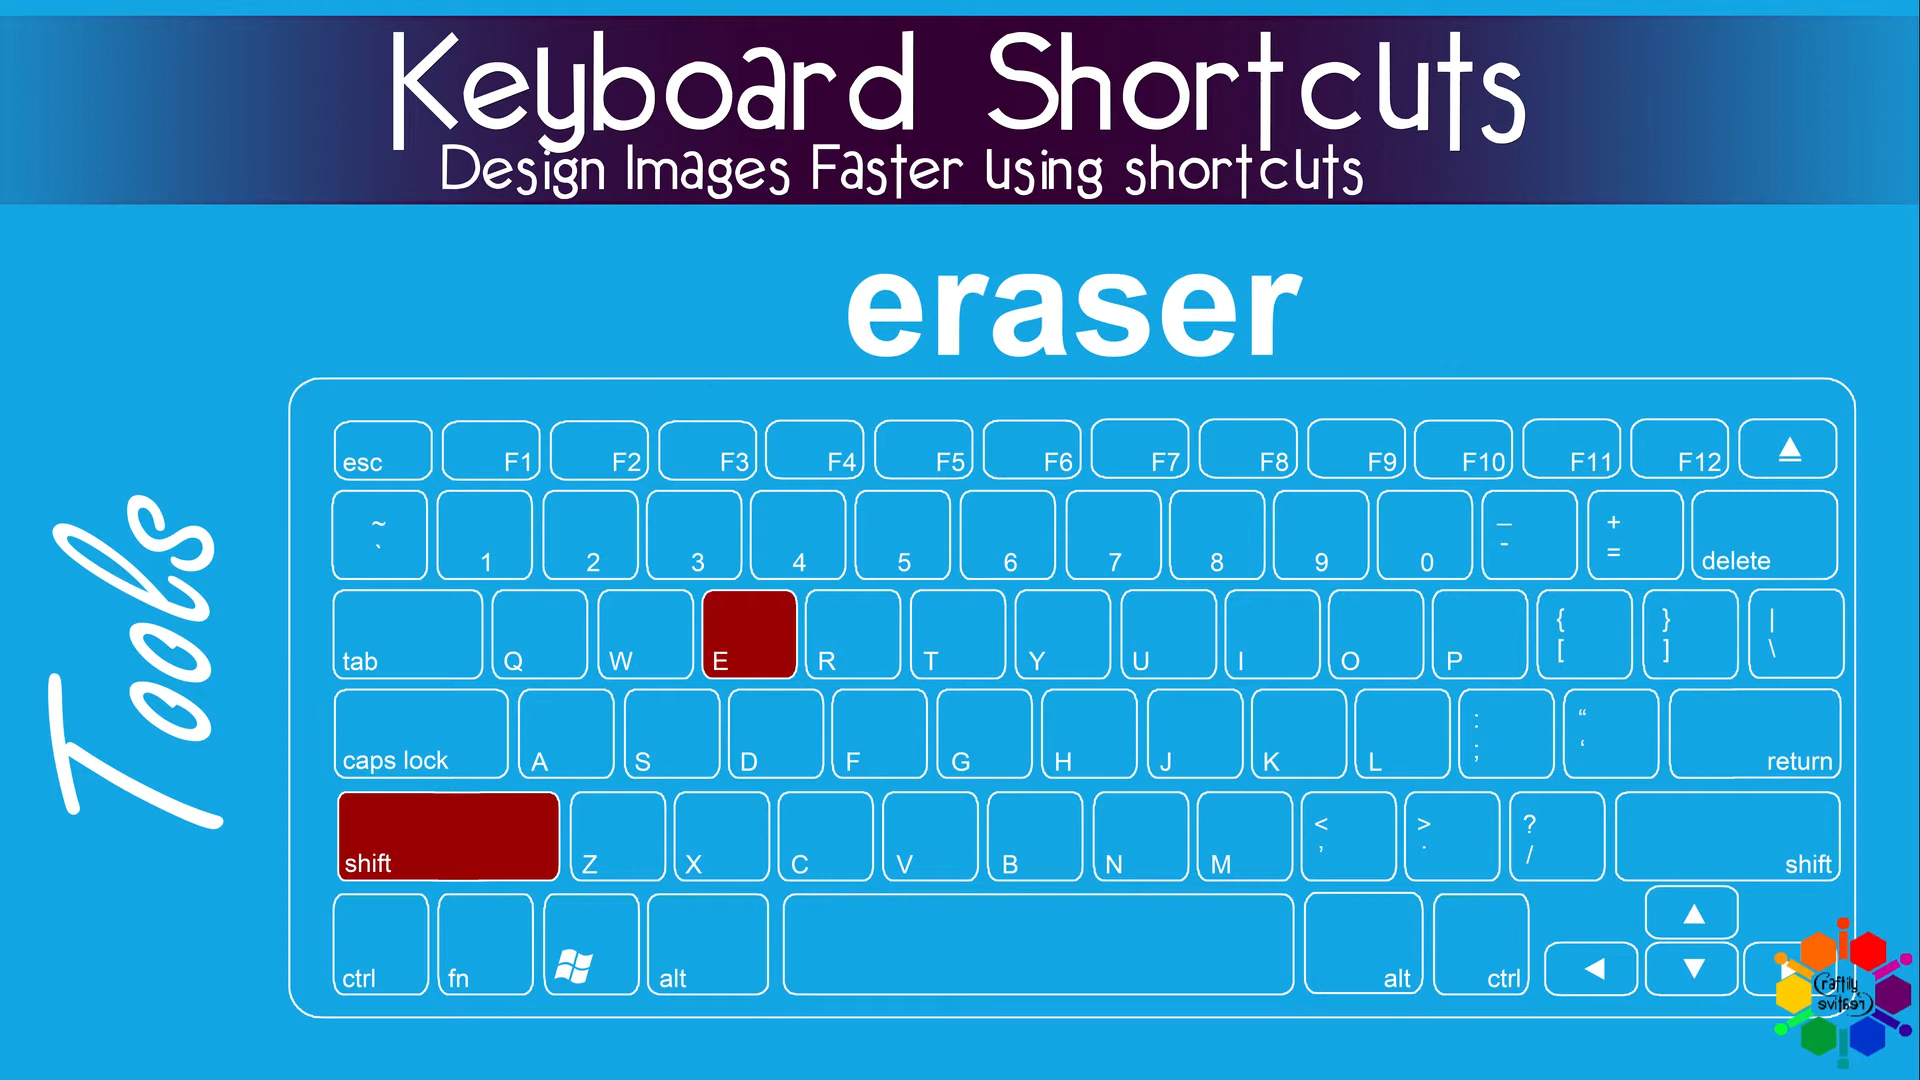 Keyboard Shortcuts
Design Images Faster using shortcuts
eraser
Tools
esc F1 F2 F3 F4 F5 F6 F7 F8 F9 F10 F11 F12
~ _ +
` 1 2 3 4 5 6 7 8 9 0 - = delete
{ } |
tab Q W E R T Y U I O P [ ] \
: “
caps lock A S D F G H J K L ; ‘ return
< > ?
shift Z X C V B N M , . / shift
ctrl fn alt alt ctrl
Craftily
Creative